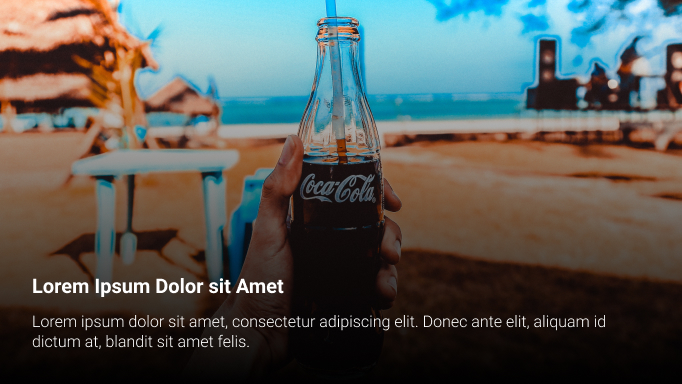 Coca-Cola
Lorem Ipsum Dolor sit Amet
Lorem ipsum dolor sit amet, consectetur adipiscing elit. Donec ante elit, aliquam id
dictum at, blandit sit amet felis.